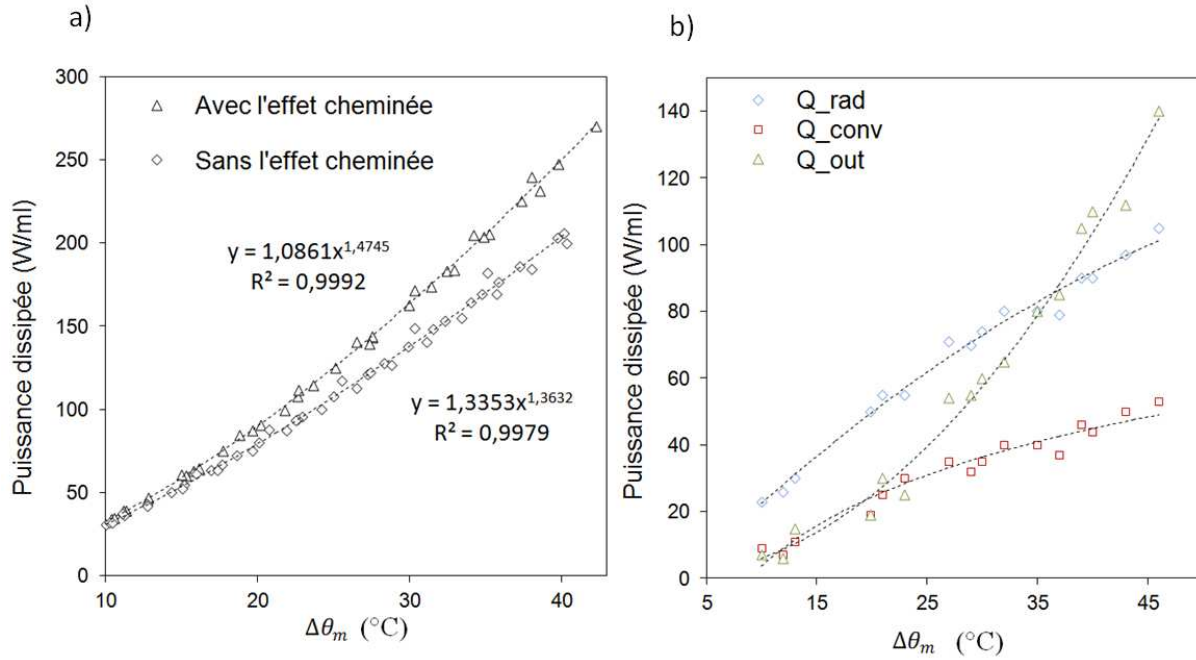 a)
Puissance dissipée (W/ml)
300
250
200
150
100
50
0
Avec l'effet cheminée
Sans l'effet cheminée
y = 1,0861x^1,4745
R² = 0,9992
y = 1,3353x^1,3632
R² = 0,9979
10 20 30 40
Δθm (°C)
b)
Puissance dissipée (W/ml)
140
120
100
80
60
40
20
0
Q_rad
Q_conv
Q_out
5 15 25 35 45
Δθm (°C)